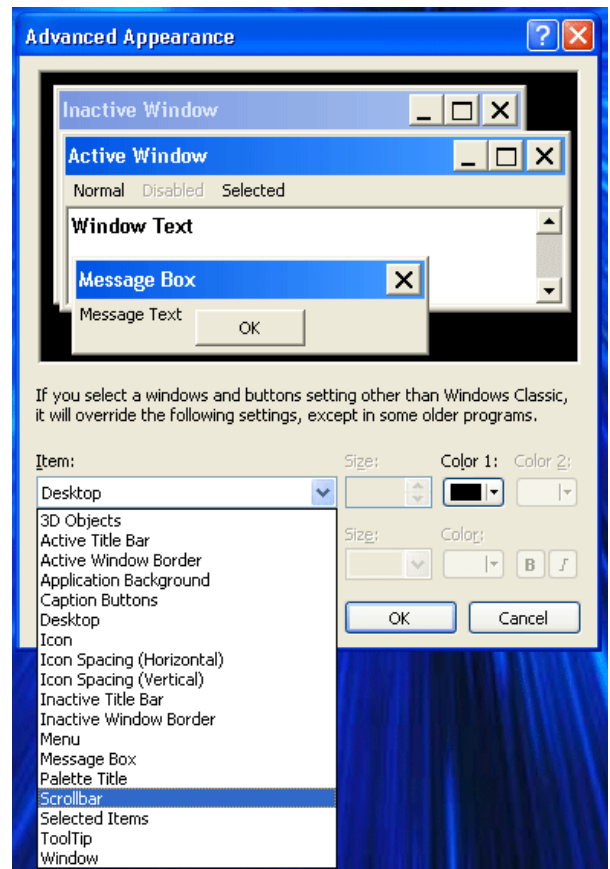 Advanced Appearance
Inactive Window
Active Window
Normal Disabled Selected
Window Text
Message Box
Message Text
OK
If you select a windows and buttons setting other than Windows Classic,
it will override the following settings, except in some older programs.
Item: Size: Color 1: Color 2:
Desktop
Size: Color:
B I
3D Objects
Active Title Bar
Active Window Border
Application Background
Caption Buttons
Desktop
Icon
Icon Spacing (Horizontal)
Icon Spacing (Vertical)
Inactive Title Bar
Inactive Window Border
Menu
Message Box
Palette Title
Scrollbar
Selected Items
ToolTip
Window
OK Cancel